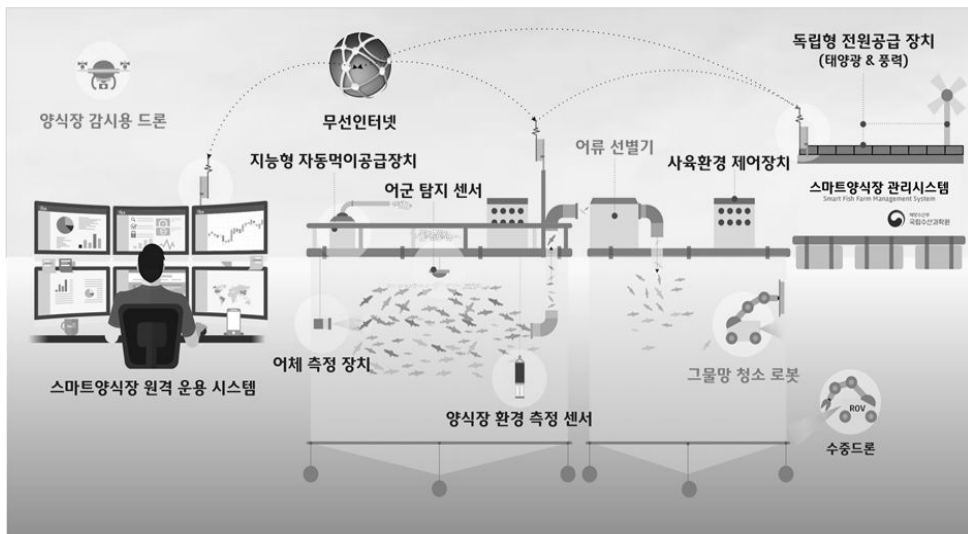 독립형 전원공급 장치
(태양광 & 풍력)
양식장 감시용 드론
무선인터넷
지능형 자동먹이공급장치
어군 탐지 센서
어류 선별기
사육환경 제어장치
스마트양식장 관리시스템
Smart Fish Farm Management System
해양수산부
국립수산과학원
어체 측정 장치
그물망 청소 로봇
스마트양식장 원격 운용 시스템
양식장 환경 측정 센서
ROV
수중드론